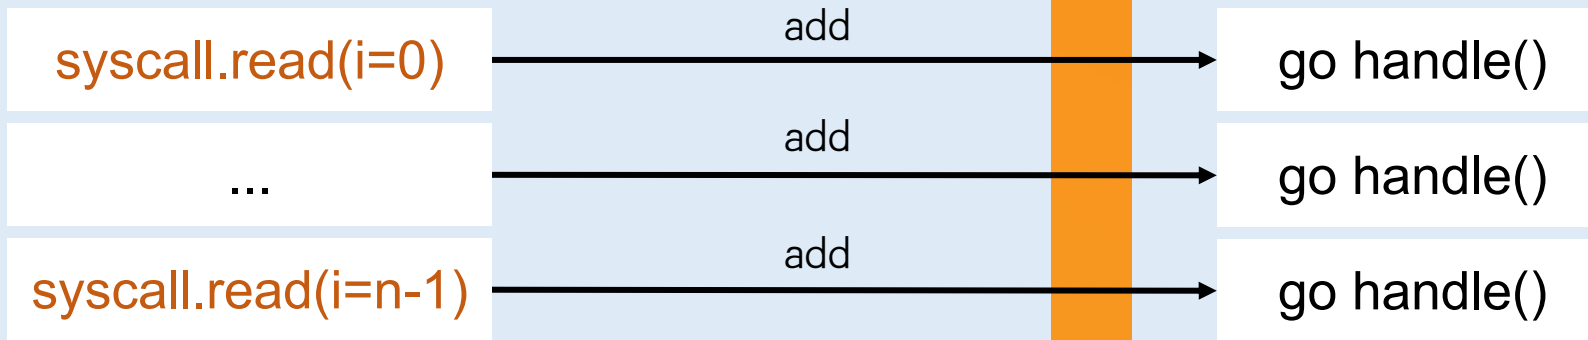 syscall.read(i=0)
add
go handle()
...
add
go handle()
syscall.read(i=n-1)
add
go handle()